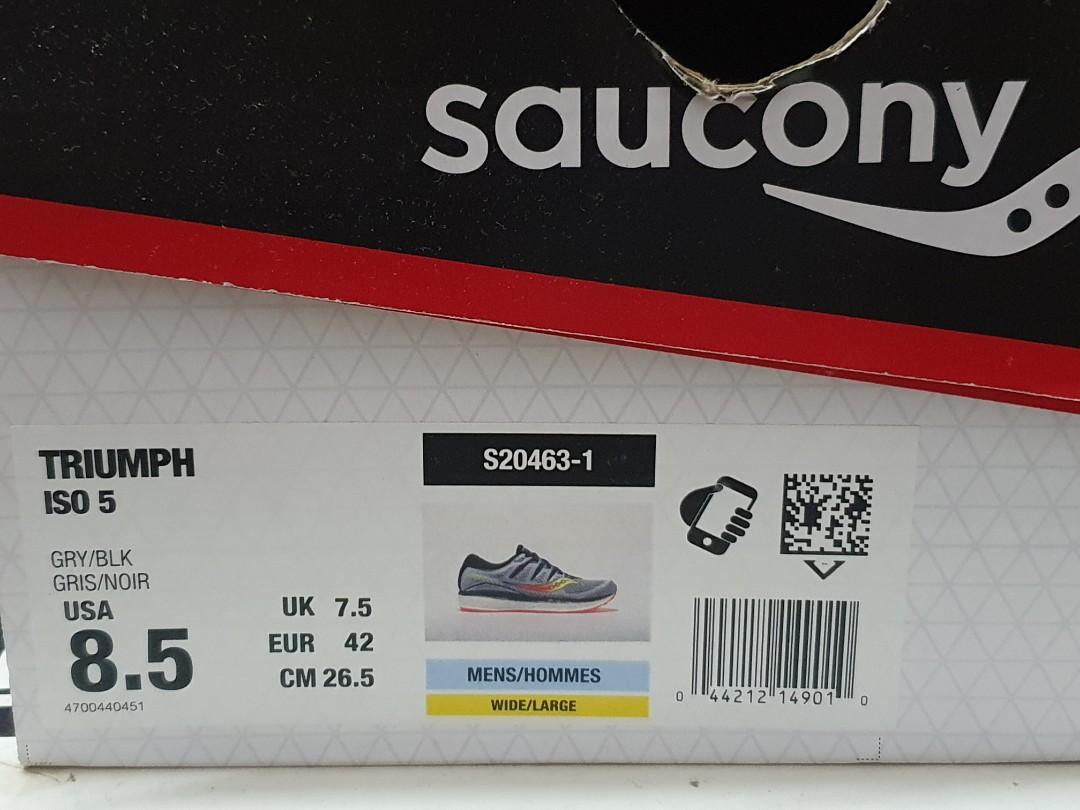 saucony
TRIUMPH
ISO 5
S20463-1
GRY/BLK
GRIS/NOIR
USA
8.5
4700440451
UK 7.5
EUR 42
CM 26.5
MENS/HOMMES
WIDE/LARGE
0 44212 14901 0